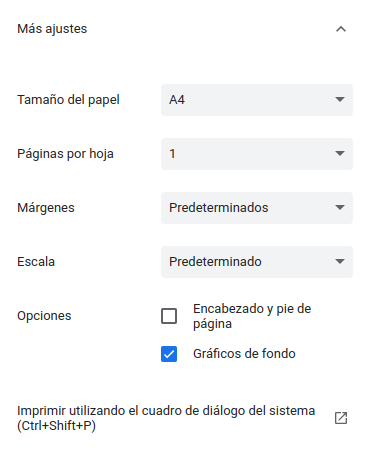 Más ajustes
Tamaño del papel A4
Páginas por hoja 1
Márgenes Predeterminados
Escala Predeterminado
Opciones Encabezado y pie de
página
Gráficos de fondo
Imprimir utilizando el cuadro de diálogo del sistema
(Ctrl+Shift+P)